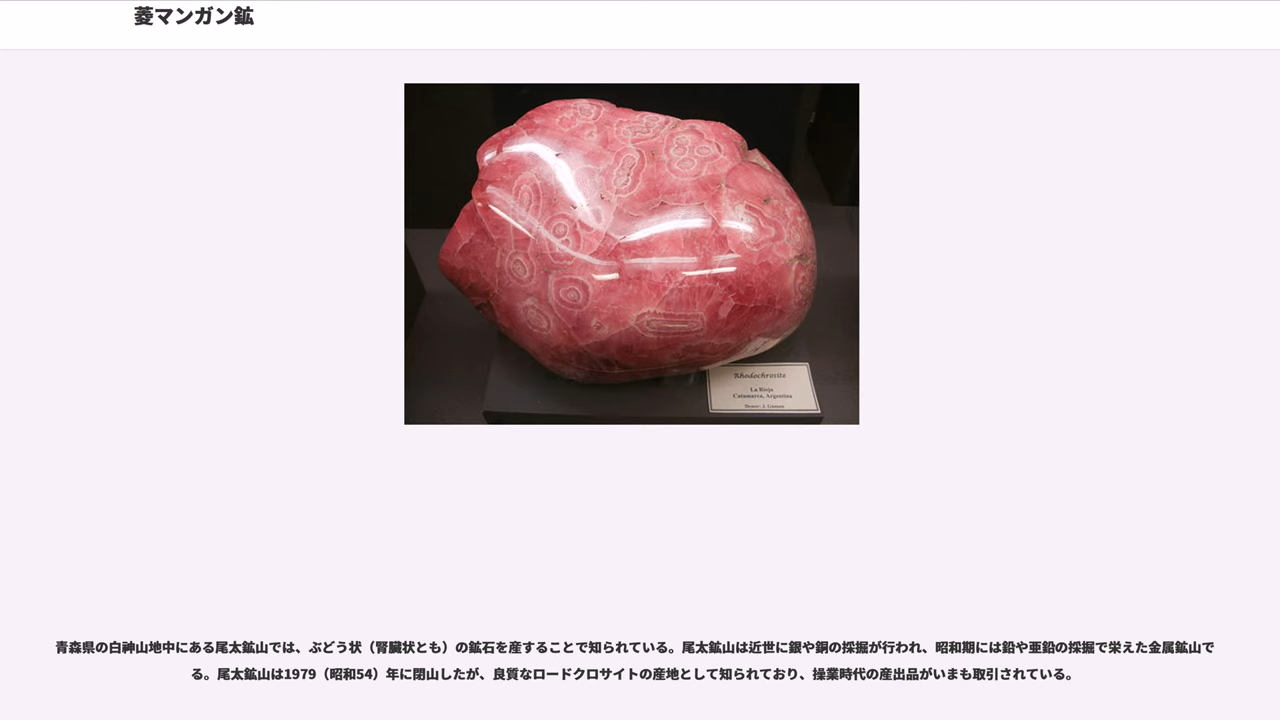 菱マンガン鉱
Rhodochrosite
La Rioja
Catamarca, Argentina
青森県の白神山地中にある尾太鉱山では、ぶどう状（腎臓状とも）の鉱石を産することで知られている。尾太鉱山は近世に銀や銅の採掘が行われ、昭和期には鉛や亜鉛の採掘で栄えた金属鉱山で
る。尾太鉱山は1979（昭和54）年に閉山したが、良質なロードクロサイトの産地として知られており、操業時代の産出品がいまも取引されている。